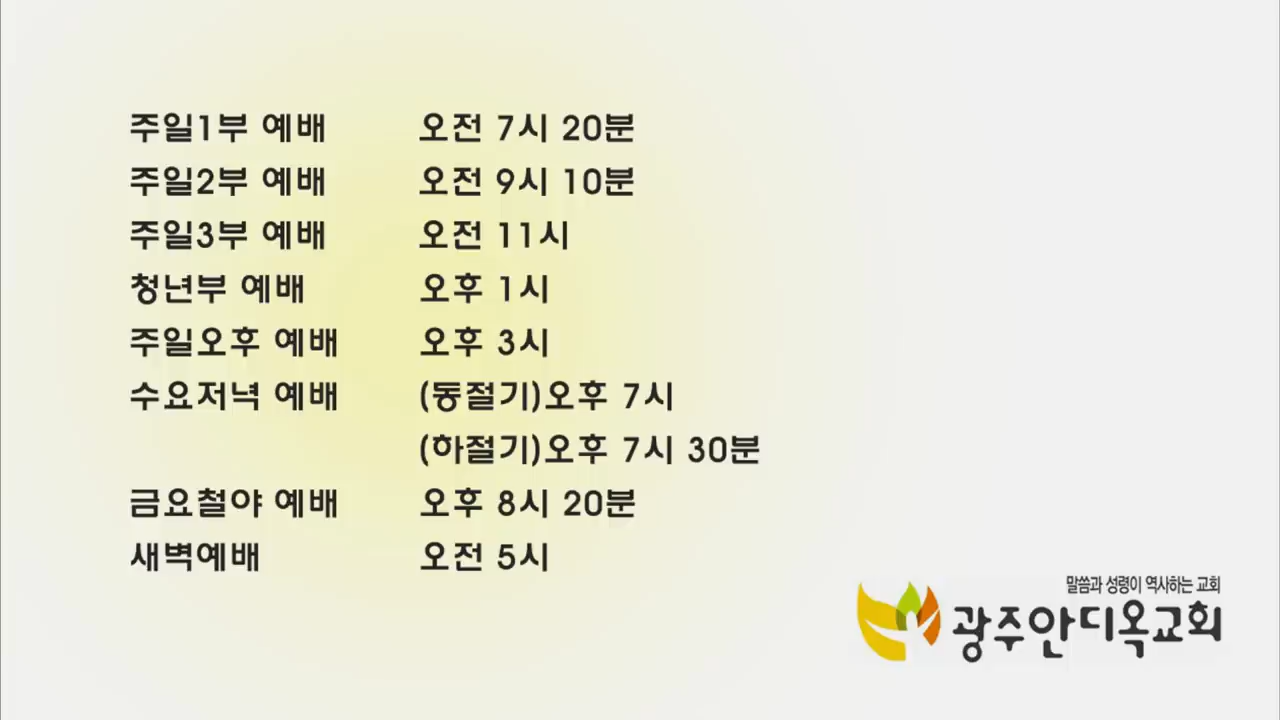 주일1부 예배 오전 7시 20분
주일2부 예배 오전 9시 10분
주일3부 예배 오전 11시
청년부 예배 오후 1시
주일오후 예배 오후 3시
수요저녁 예배 (동절기)오후 7시
(하절기)오후 7시 30분
금요철야 예배 오후 8시 20분
새벽예배 오전 5시
말씀과 성령이 역사하는 교회
광주안디옥교회